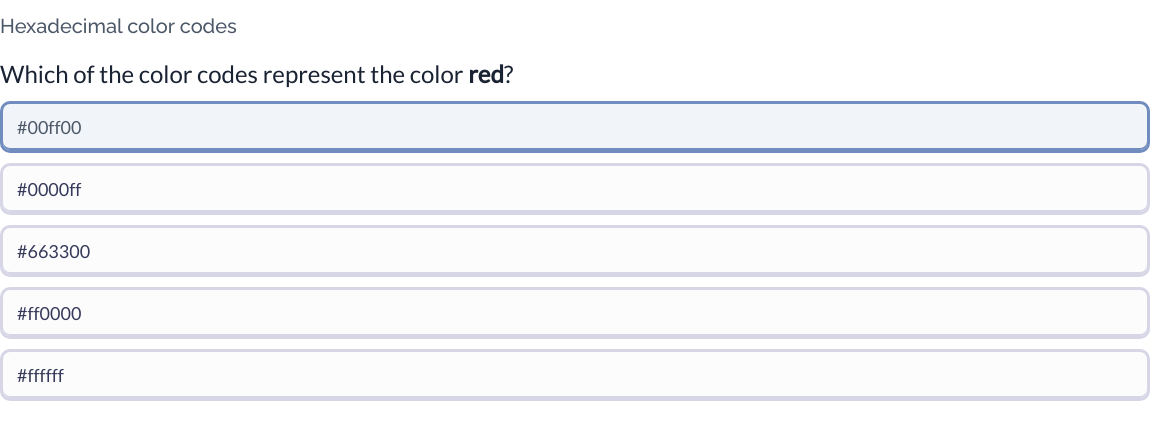 Hexadecimal color codes
Which of the color codes represent the color red?
#00ff00
#0000ff
#663300
#ff0000
#ffffff